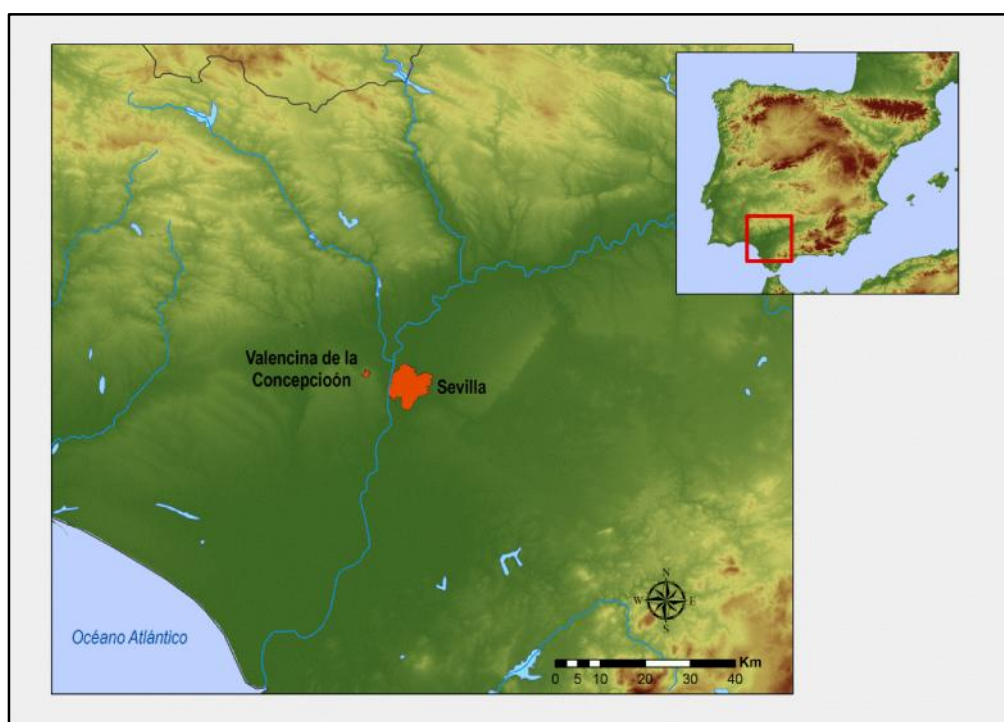 Valencina de la
Concepcioón
Sevilla
Océano Atlántico
N
W E
S
Km
0 5 10 20 30 40